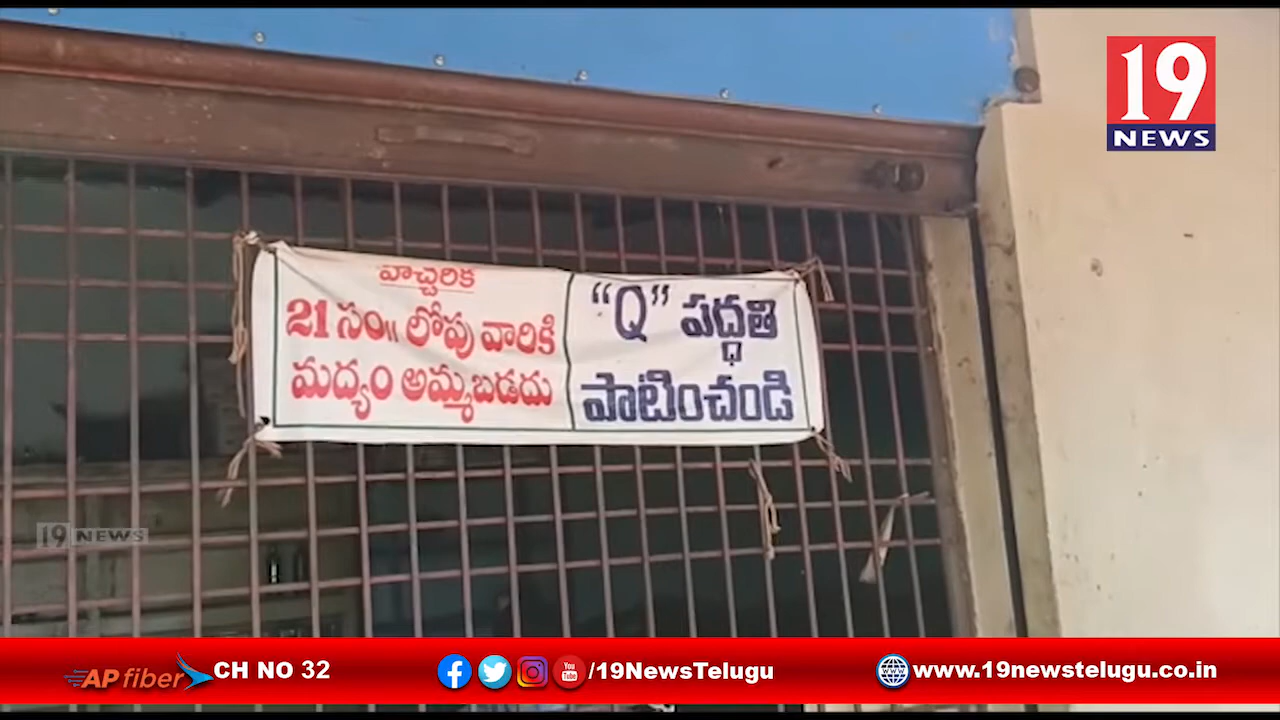 19
NEWS
వాచ్చరిక
21 సం॥ లోపు వారికి
మద్యం అమ్మబడదు
“Q” పద్ధతి
పాటించండి
19 NEWS
AP fiber CH NO 32
/19NewsTelugu
www.19newstelugu.co.in